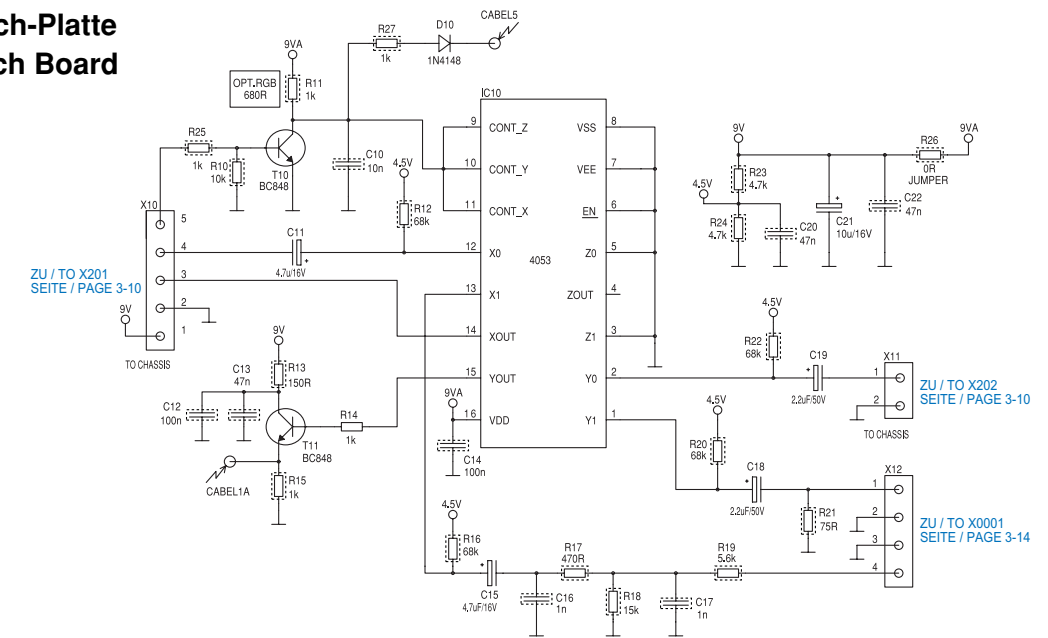 ch-Platte
ch Board
9VA
R27
1k
D10
1N4148
CABEL5
OPT.RGB
680R
R11
1k
IC10
R25
1k
R10
10k
T10
BC848
C10
10n
4.5V
R12
68k
9 CONT_Z VSS 8
10 CONT_Y VEE 7
11 CONT_X EN 6
12 X0 Z0 5
4053
13 X1 ZOUT 4
14 XOUT Z1 3
15 YOUT Y0 2
16 VDD Y1 1
9V
R23
4.7k
4.5V
R24
4.7k
C20
47n
C21
10u/16V
+
C22
47n
R26
0R
JUMPER
9VA
X10
5
4
3
2
1
TO CHASSIS
ZU / TO X201
SEITE / PAGE 3-10
9V
C11
4.7u/16V
+
9V
R13
150R
C13
47n
C12
100n
T11
BC848
R14
1k
CABEL1A
R15
1k
9VA
C14
100n
4.5V
R22
68k
C19
+
2.2uF/50V
X11
1
2
TO CHASSIS
ZU / TO X202
SEITE / PAGE 3-10
4.5V
R20
68k
C18
+
2.2uF/50V
R21
75R
X12
1
2
3
4
ZU / TO X0001
SEITE / PAGE 3-14
4.5V
R16
68k
+
C15
4,7uF/16V
C16
1n
R17
470R
R18
15k
C17
1n
R19
5.6k